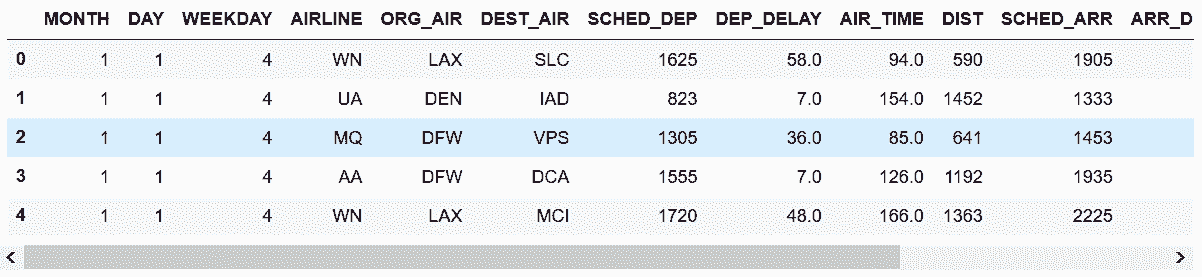 MONTH DAY WEEKDAY AIRLINE ORG_AIR DEST_AIR SCHED_DEP DEP_DELAY AIR_TIME DIST SCHED_ARR ARR_D
0 1 1 4 WN LAX SLC 1625 58.0 94.0 590 1905
1 1 1 4 UA DEN IAD 823 7.0 154.0 1452 1333
2 1 1 4 MQ DFW VPS 1305 36.0 85.0 641 1453
3 1 1 4 AA DFW DCA 1555 7.0 126.0 1192 1935
4 1 1 4 WN LAX MCI 1720 48.0 166.0 1363 2225